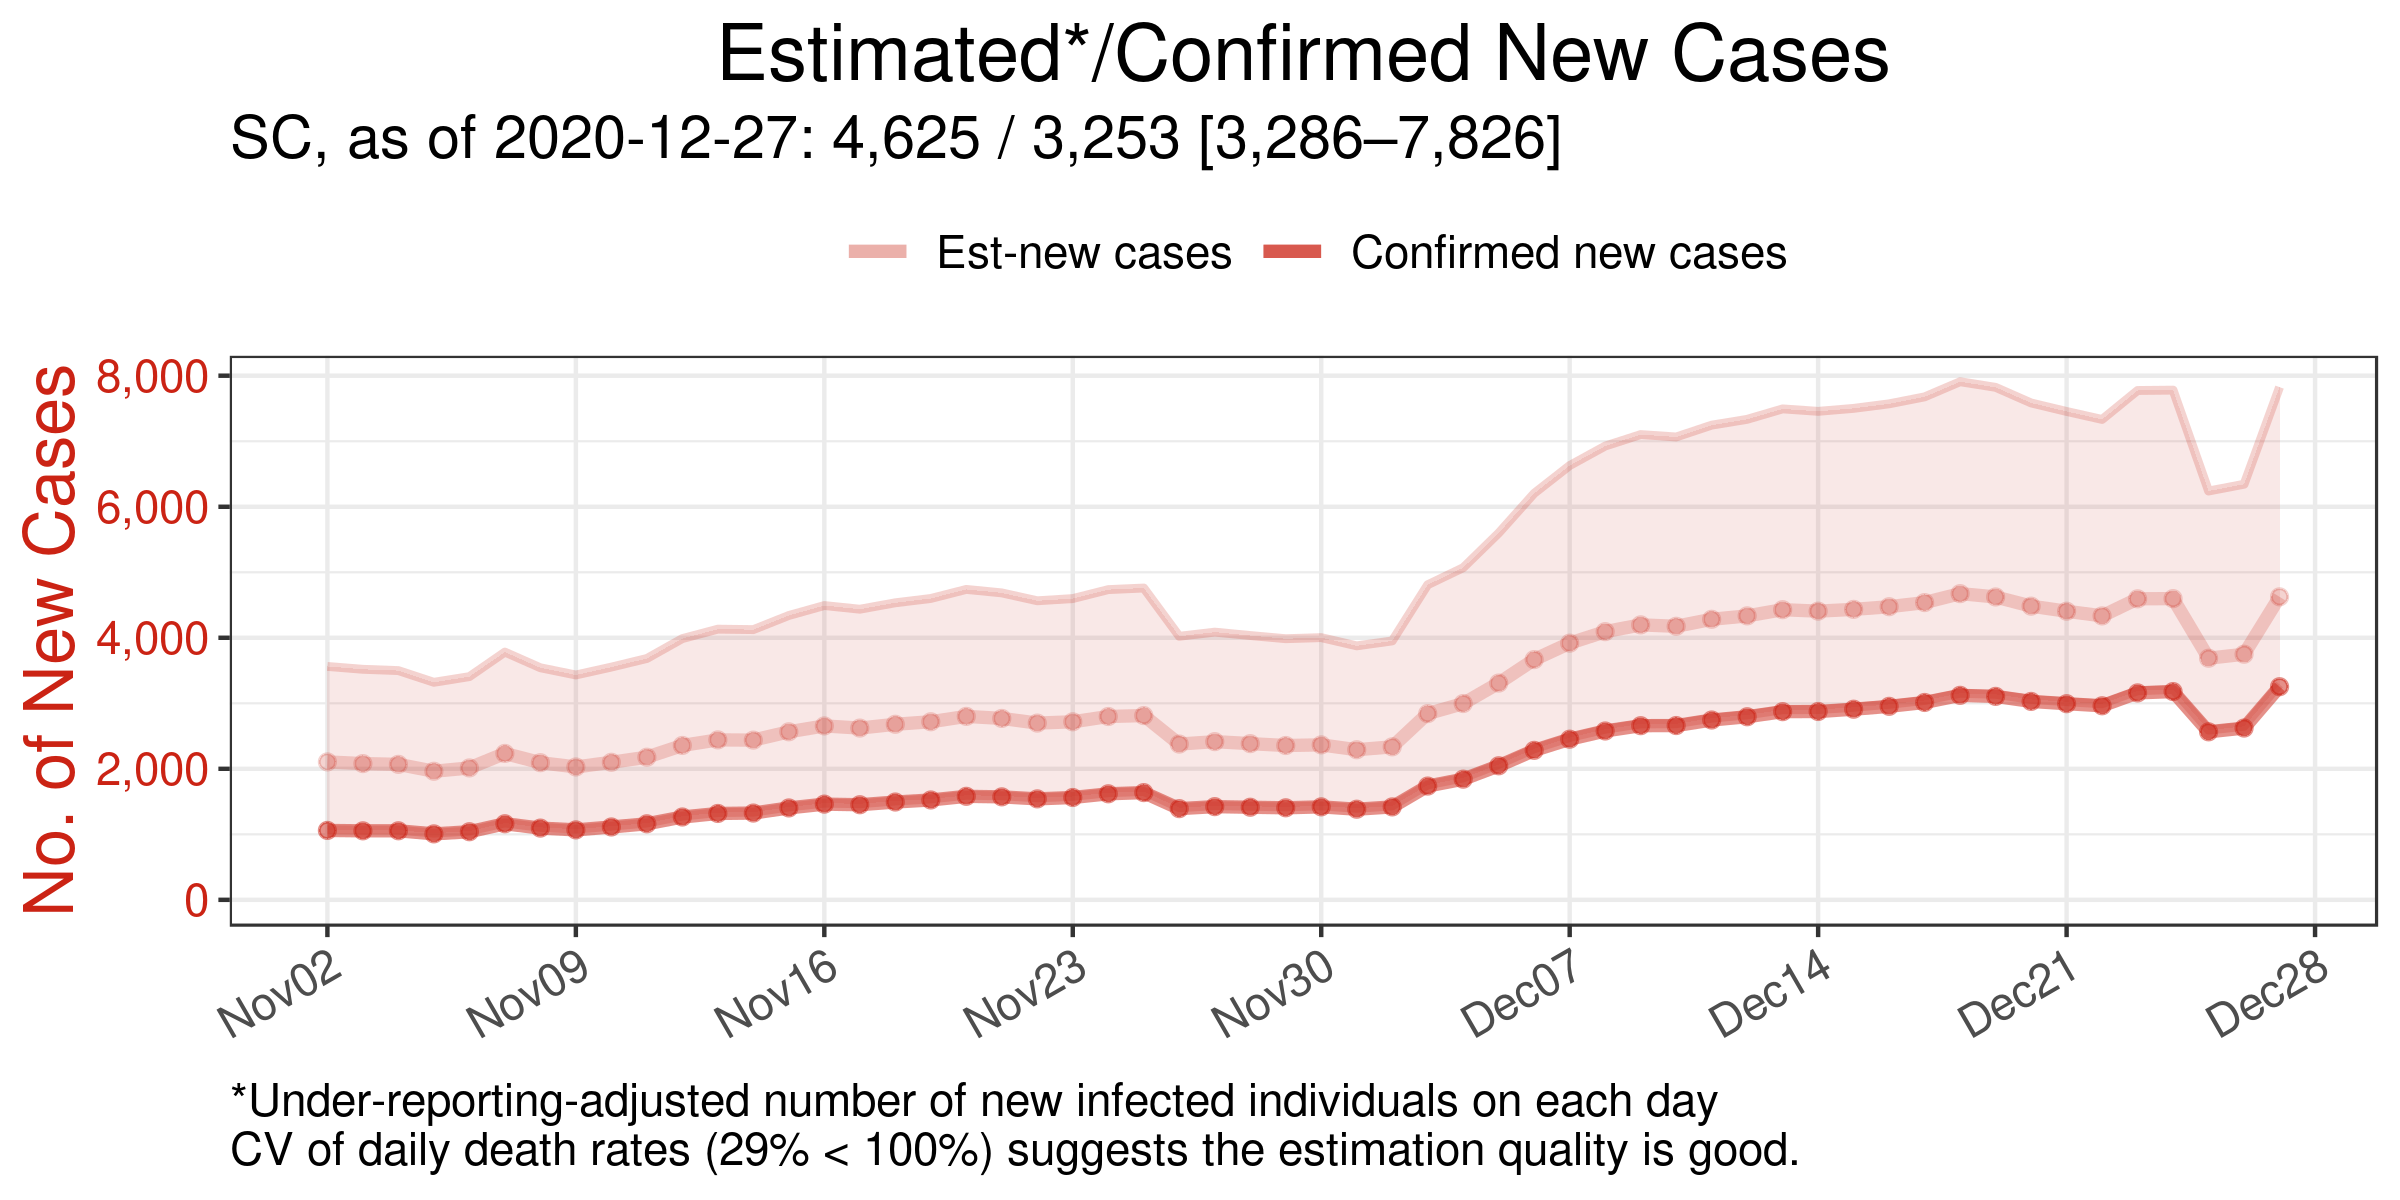 Estimated*/Confirmed New Cases
SC, as of 2020-12-27: 4,625 / 3,253 [3,286–7,826]
Est-new cases
Confirmed new cases
No. of New Cases
8,000
6,000
4,000
2,000
0
Nov02
Nov09
Nov16
Nov23
Nov30
Dec07
Dec14
Dec21
Dec28
*Under-reporting-adjusted number of new infected individuals on each day
CV of daily death rates (29% < 100%) suggests the estimation quality is good.